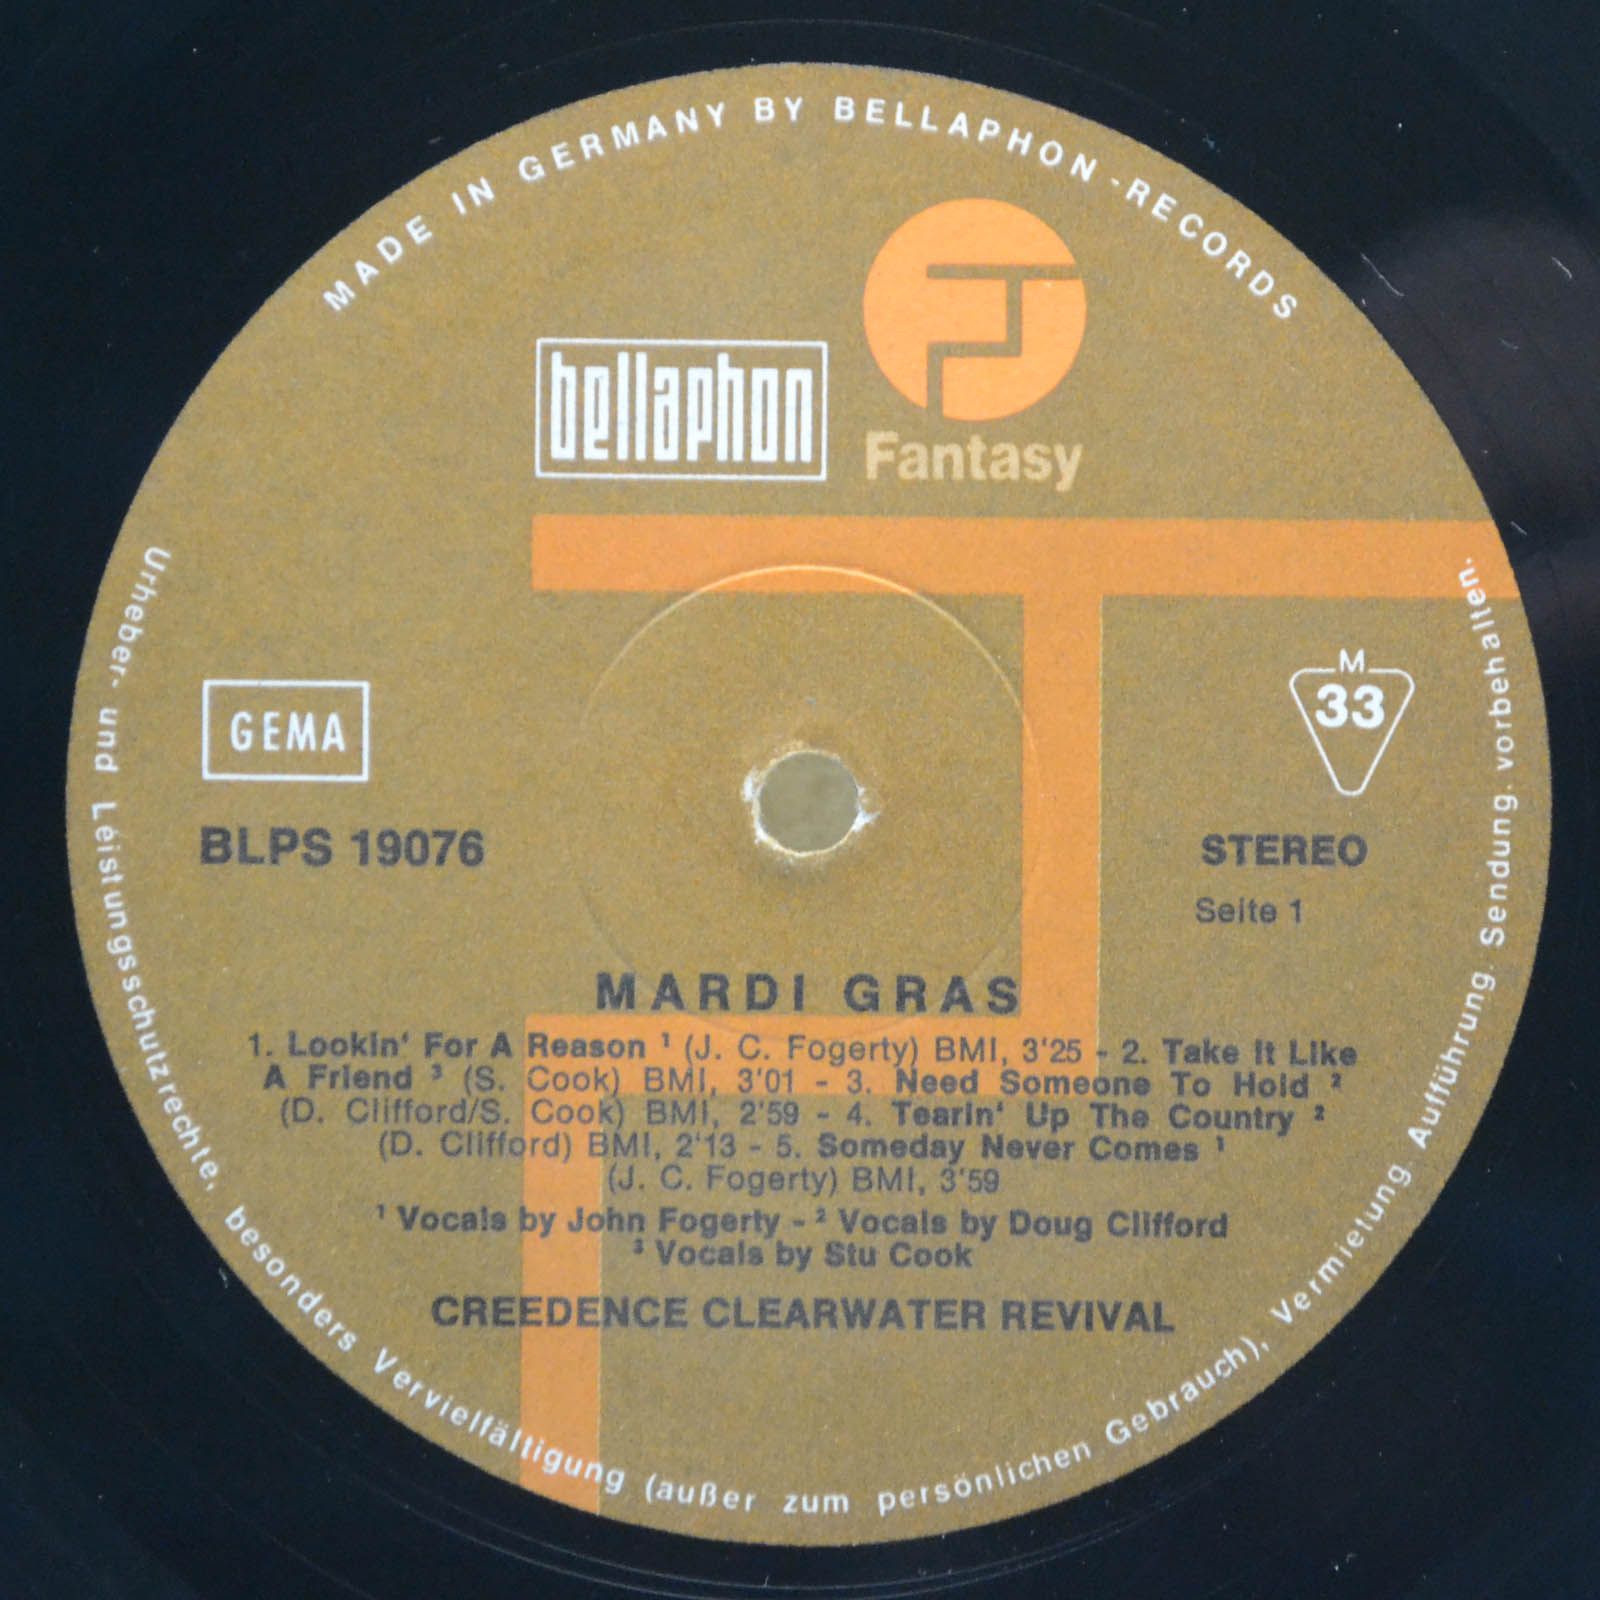 MADE IN GERMANY BY BELLAPHON-RECORDS
bellaphon
Fantasy
GEMA
M
33
BLPS 19076
STEREO
Seite 1
MARDI GRAS
1. Lookin' For A Reason ¹ (J. C. Fogerty) BMI, 3'25 - 2. Take It Like
A Friend ³ (S. Cook) BMI, 3'01 - 3. Need Someone To Hold ²
(D. Clifford/S. Cook) BMI, 2'59 - 4. Tearin' Up The Country ²
(D. Clifford) BMI, 2'13 - 5. Someday Never Comes ¹
(J. C. Fogerty) BMI, 3'59
¹ Vocals by John Fogerty - ² Vocals by Doug Clifford
³ Vocals by Stu Cook
CREEDENCE CLEARWATER REVIVAL
Urheber- und Leistungsschutzrechte, besonders Vervielfältigung (außer zum persönlichen Gebrauch), Vermietung. Aufführung. Sendung. vorbehalten.